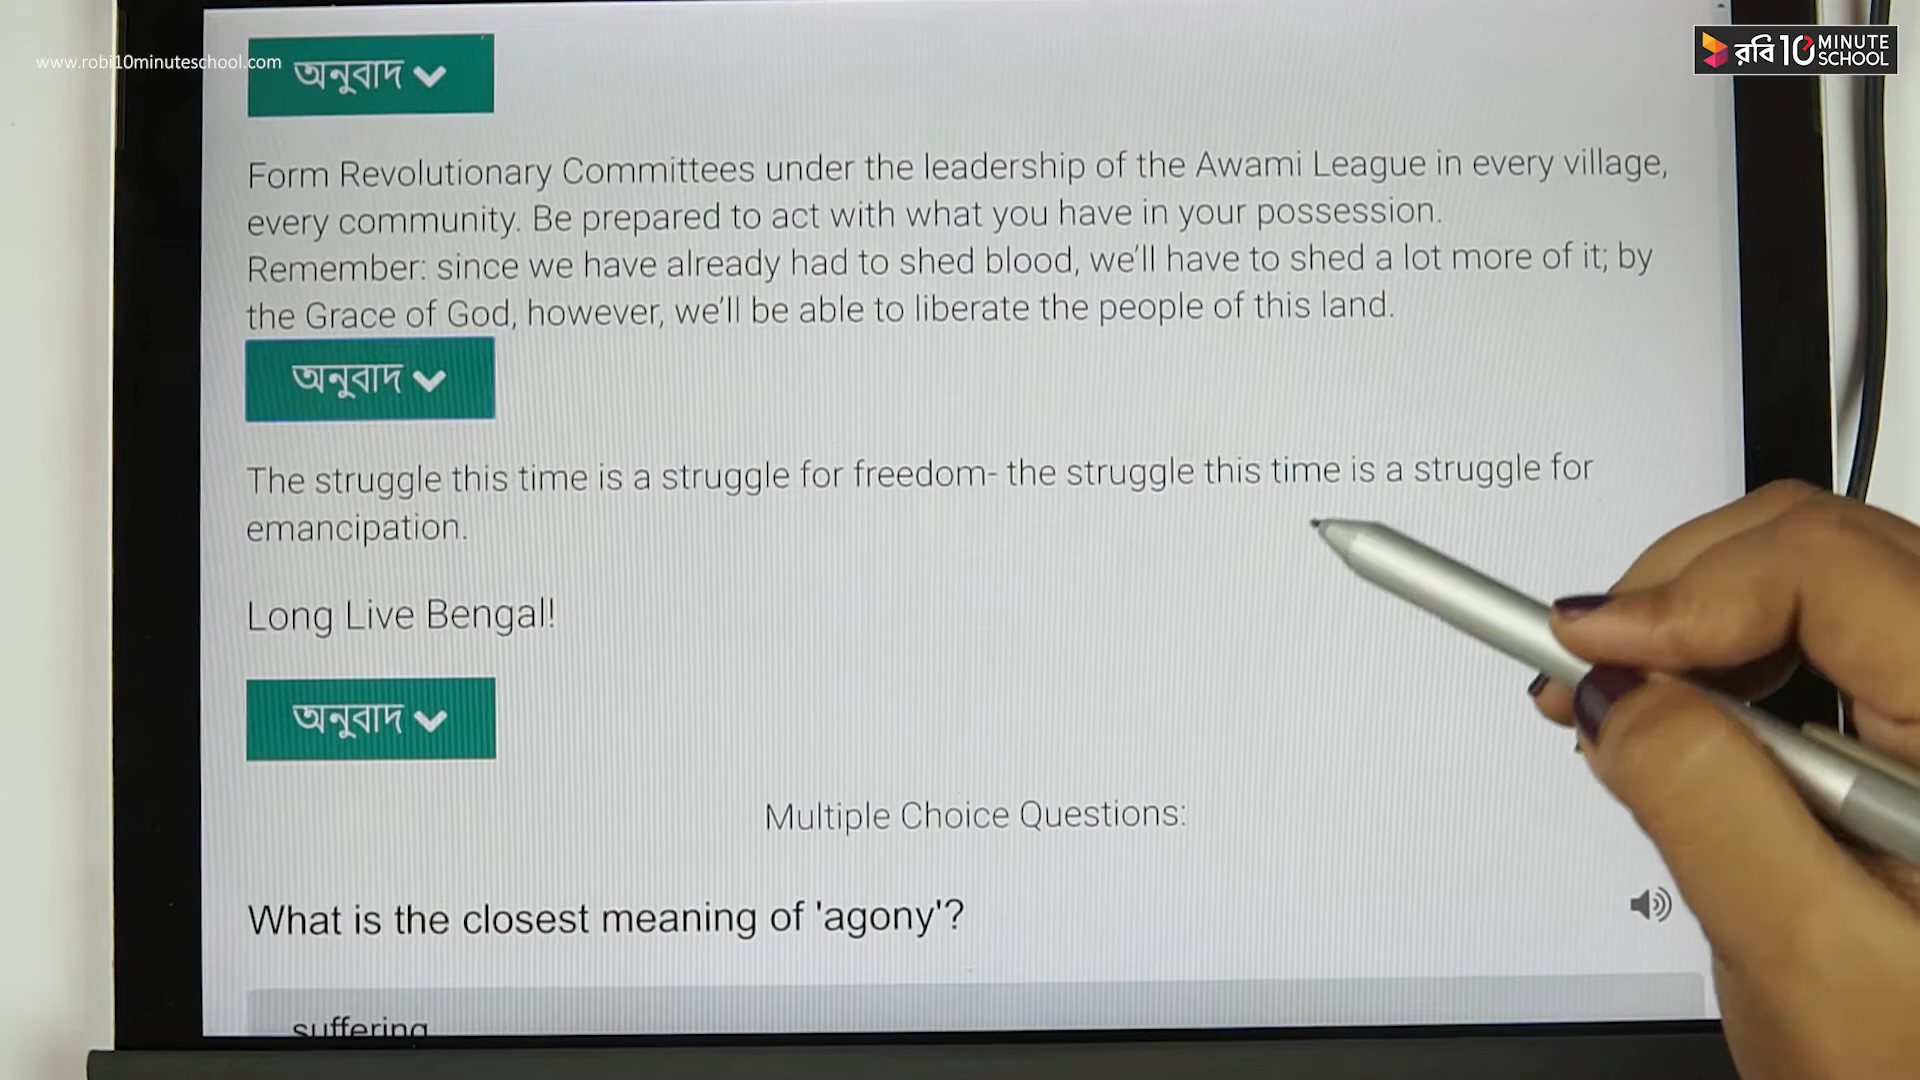 www.robi10minuteschool.com
রবি 10 MINUTE SCHOOL
অনুবাদ
Form Revolutionary Committees under the leadership of the Awami League in every village,
every community. Be prepared to act with what you have in your possession.
Remember: since we have already had to shed blood, we'll have to shed a lot more of it; by
the Grace of God, however, we'll be able to liberate the people of this land.
অনুবাদ
The struggle this time is a struggle for freedom- the struggle this time is a struggle for
emancipation.
Long Live Bengal!
অনুবাদ
Multiple Choice Questions:
What is the closest meaning of 'agony'?
suffering